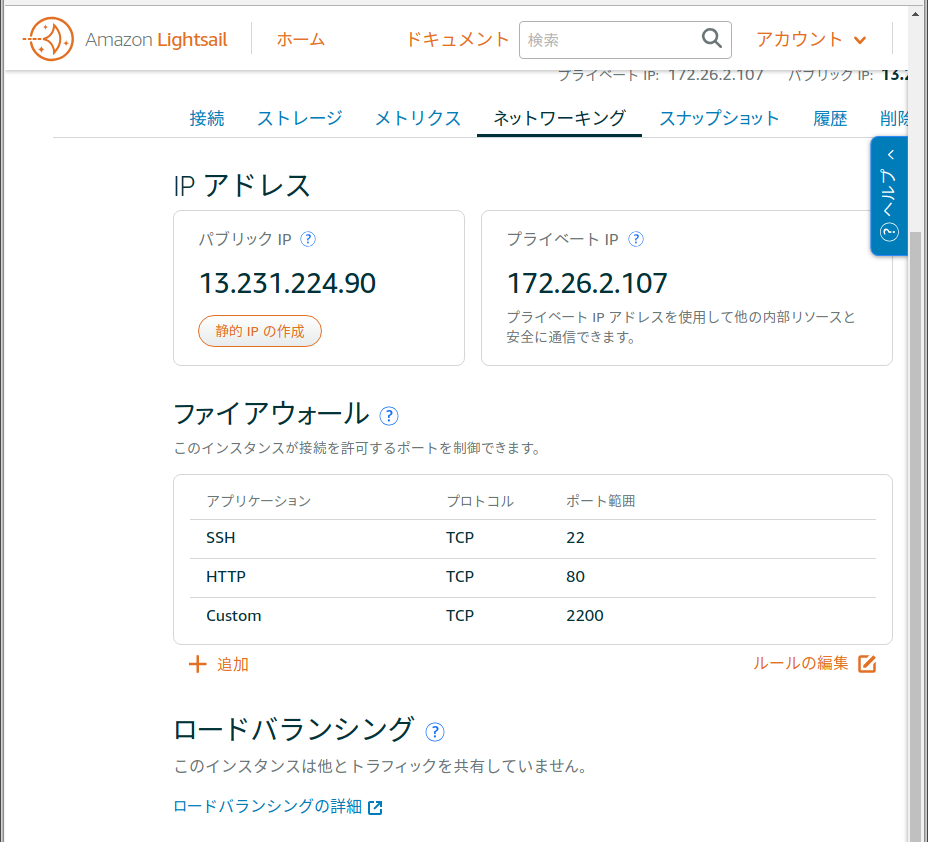 Amazon Lightsail ホーム ドキュメント 検索 アカウント
プライベート IP: 172.26.2.107 パブリック IP: 13.2
接続 ストレージ メトリクス ネットワーキング スナップショット 履歴 削除
ヘルプ
IP アドレス
パブリック IP ?
13.231.224.90
静的 IP の作成
プライベート IP ?
172.26.2.107
プライベート IP アドレスを使用して他の内部リソースと
安全に通信できます。
ファイアウォール ?
このインスタンスが接続を許可するポートを制御できます。
アプリケーション プロトコル ポート範囲
SSH TCP 22
HTTP TCP 80
Custom TCP 2200
追加 ルールの編集
ロードバランシング ?
このインスタンスは他とトラフィックを共有していません。
ロードバランシングの詳細